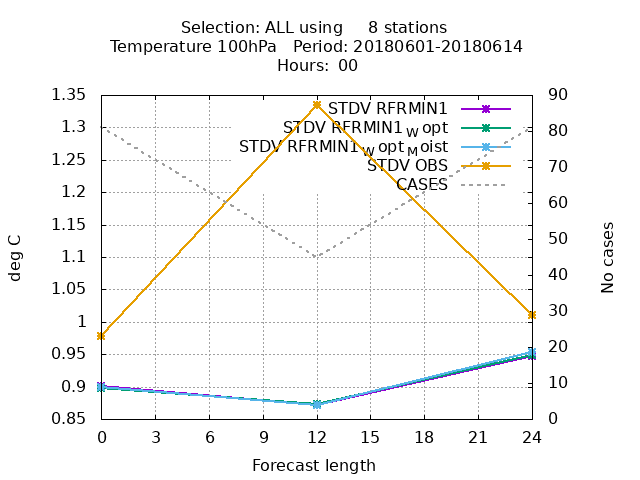 Selection: ALL using     8 stations
Temperature 100hPa   Period: 20180601-20180614
Hours:  00
1.35
1.3
1.25
1.2
1.15
1.1
1.05
1
0.95
0.9
0.85
deg C
STDV RFRMIN1
STDV RFRMIN1 W opt
STDV RFRMIN1 W opt M oist
STDV OBS
CASES
90
80
70
60
50
40
30
20
10
0
No cases
0 3 6 9 12 15 18 21 24
Forecast length